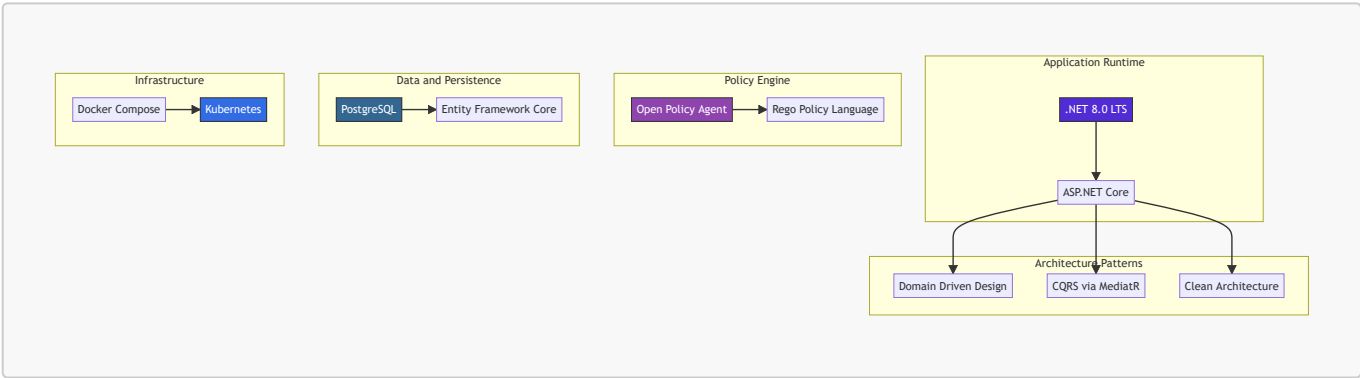 Infrastructure
Docker Compose
Kubernetes
Data and Persistence
PostgreSQL
Entity Framework Core
Policy Engine
Open Policy Agent
Rego Policy Language
Application Runtime
.NET 8.0 LTS
ASP.NET Core
Architecture Patterns
Domain Driven Design
CQRS via MediatR
Clean Architecture